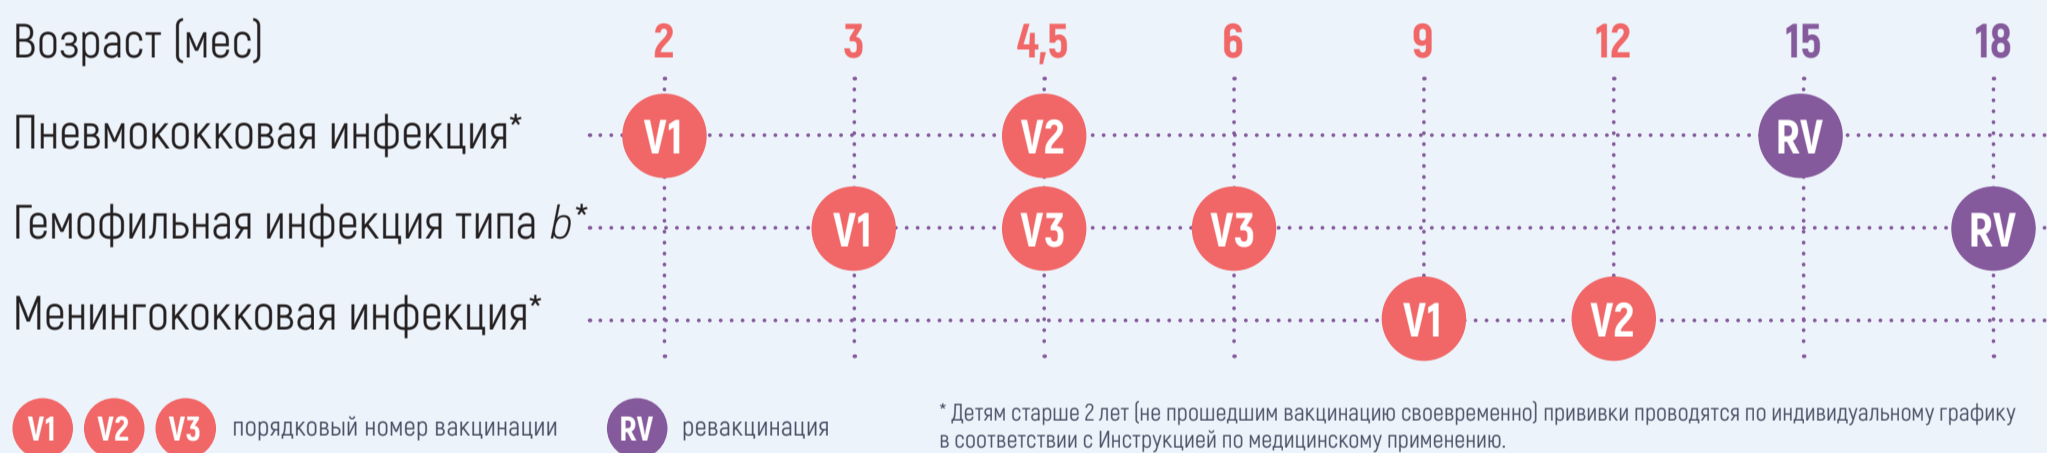 Возраст (мес) 2 3 4,5 6 9 12 15 18
Пневмококковая инфекция* V1 V2 RV
Гемофильная инфекция типа b* V1 V3 V3 RV
Менингококковая инфекция* V1 V2
V1 V2 V3 порядковый номер вакцинации RV ревакцинация
* Детям старше 2 лет (не прошедшим вакцинацию своевременно) прививки проводятся по индивидуальному графику
в соответствии с Инструкцией по медицинскому применению.